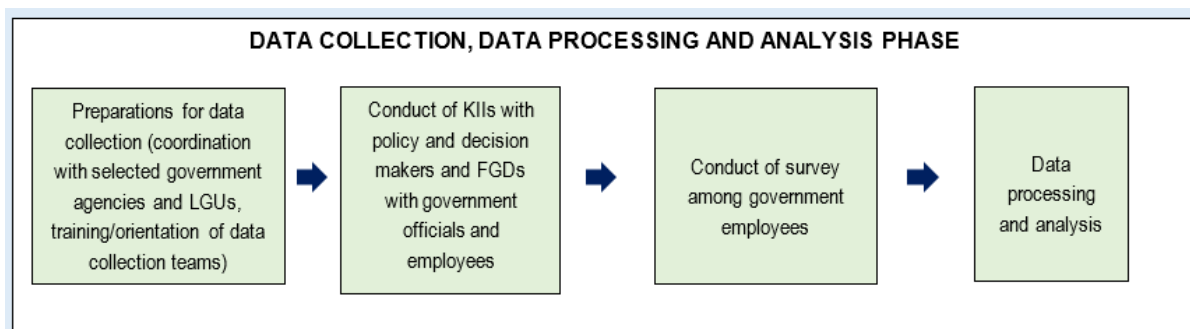 DATA COLLECTION, DATA PROCESSING AND ANALYSIS PHASE
Preparations for data
collection (coordination
with selected government
agencies and LGUs,
training/orientation of data
collection teams)
Conduct of KIIs with
policy and decision
makers and FGDs
with government
officials and
employees
Conduct of survey
among government
employees
Data
processing
and analysis